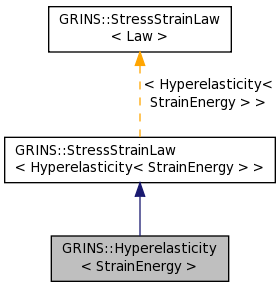 GRINS::StressStrainLaw
< Law >
< Hyperelasticity<
StrainEnergy > >
GRINS::StressStrainLaw
< Hyperelasticity< StrainEnergy > >
GRINS::Hyperelasticity
< StrainEnergy >